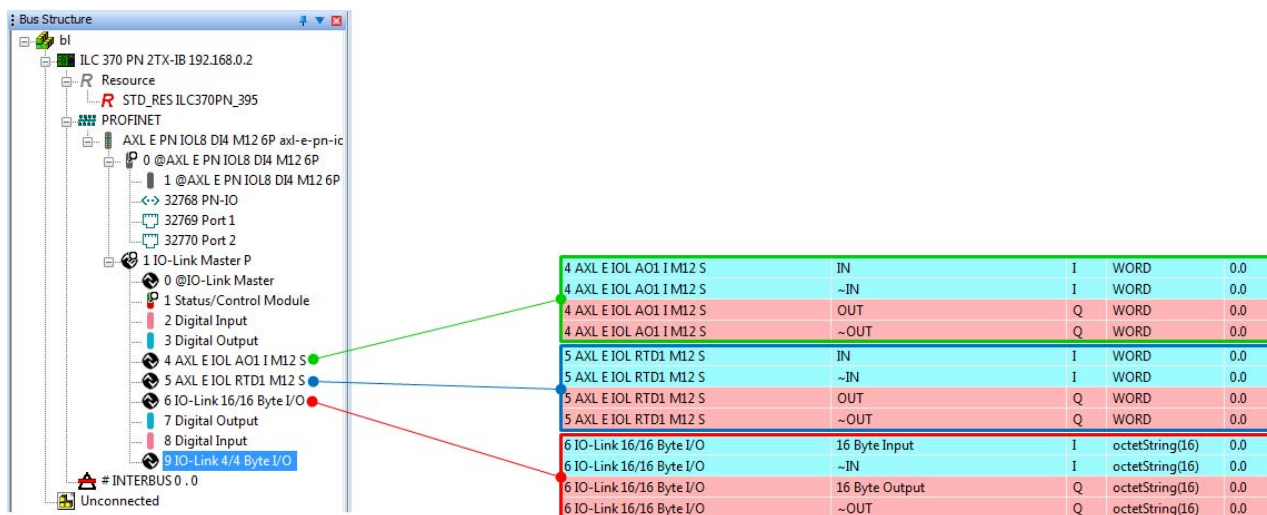 Bus Structure
bl
ILC 370 PN 2TX-IB 192.168.0.2
R Resource
R STD_RES ILC370PN_395
PROFINET
AXL E PN IOL8 DI4 M12 6P axl-e-pn-ic
0 @AXL E PN IOL8 DI4 M12 6P
1 @AXL E PN IOL8 DI4 M12 6P
32768 PN-IO
32769 Port 1
32770 Port 2
1 IO-Link Master P
0 @IO-Link Master
1 Status/Control Module
2 Digital Input
3 Digital Output
4 AXL E IOL AO1 I M12 S
5 AXL E IOL RTD1 M12 S
6 IO-Link 16/16 Byte I/O
7 Digital Output
8 Digital Input
9 IO-Link 4/4 Byte I/O
# INTERBUS 0 . 0
Unconnected
4 AXL E IOL AO1 I M12 S IN I WORD 0.0
4 AXL E IOL AO1 I M12 S ~IN I WORD 0.0
4 AXL E IOL AO1 I M12 S OUT Q WORD 0.0
4 AXL E IOL AO1 I M12 S ~OUT Q WORD 0.0
5 AXL E IOL RTD1 M12 S IN I WORD 0.0
5 AXL E IOL RTD1 M12 S ~IN I WORD 0.0
5 AXL E IOL RTD1 M12 S OUT Q WORD 0.0
5 AXL E IOL RTD1 M12 S ~OUT Q WORD 0.0
6 IO-Link 16/16 Byte I/O 16 Byte Input I octetString(16) 0.0
6 IO-Link 16/16 Byte I/O ~IN I octetString(16) 0.0
6 IO-Link 16/16 Byte I/O 16 Byte Output Q octetString(16) 0.0
6 IO-Link 16/16 Byte I/O ~OUT Q octetString(16) 0.0